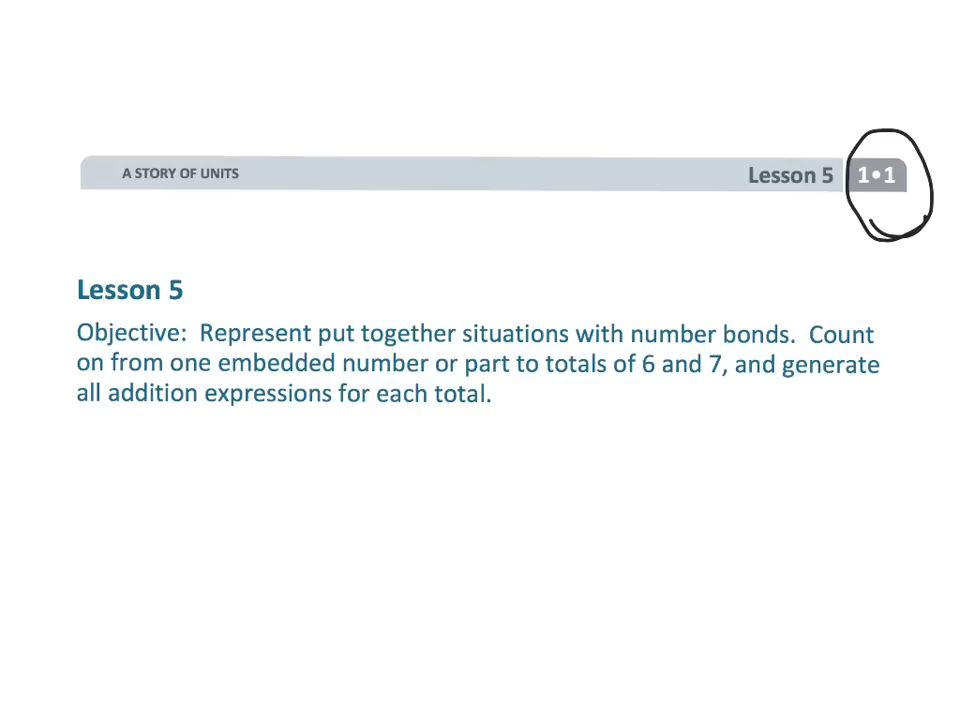 A STORY OF UNITS
Lesson 5 1•1
Lesson 5
Objective: Represent put together situations with number bonds. Count
on from one embedded number or part to totals of 6 and 7, and generate
all addition expressions for each total.